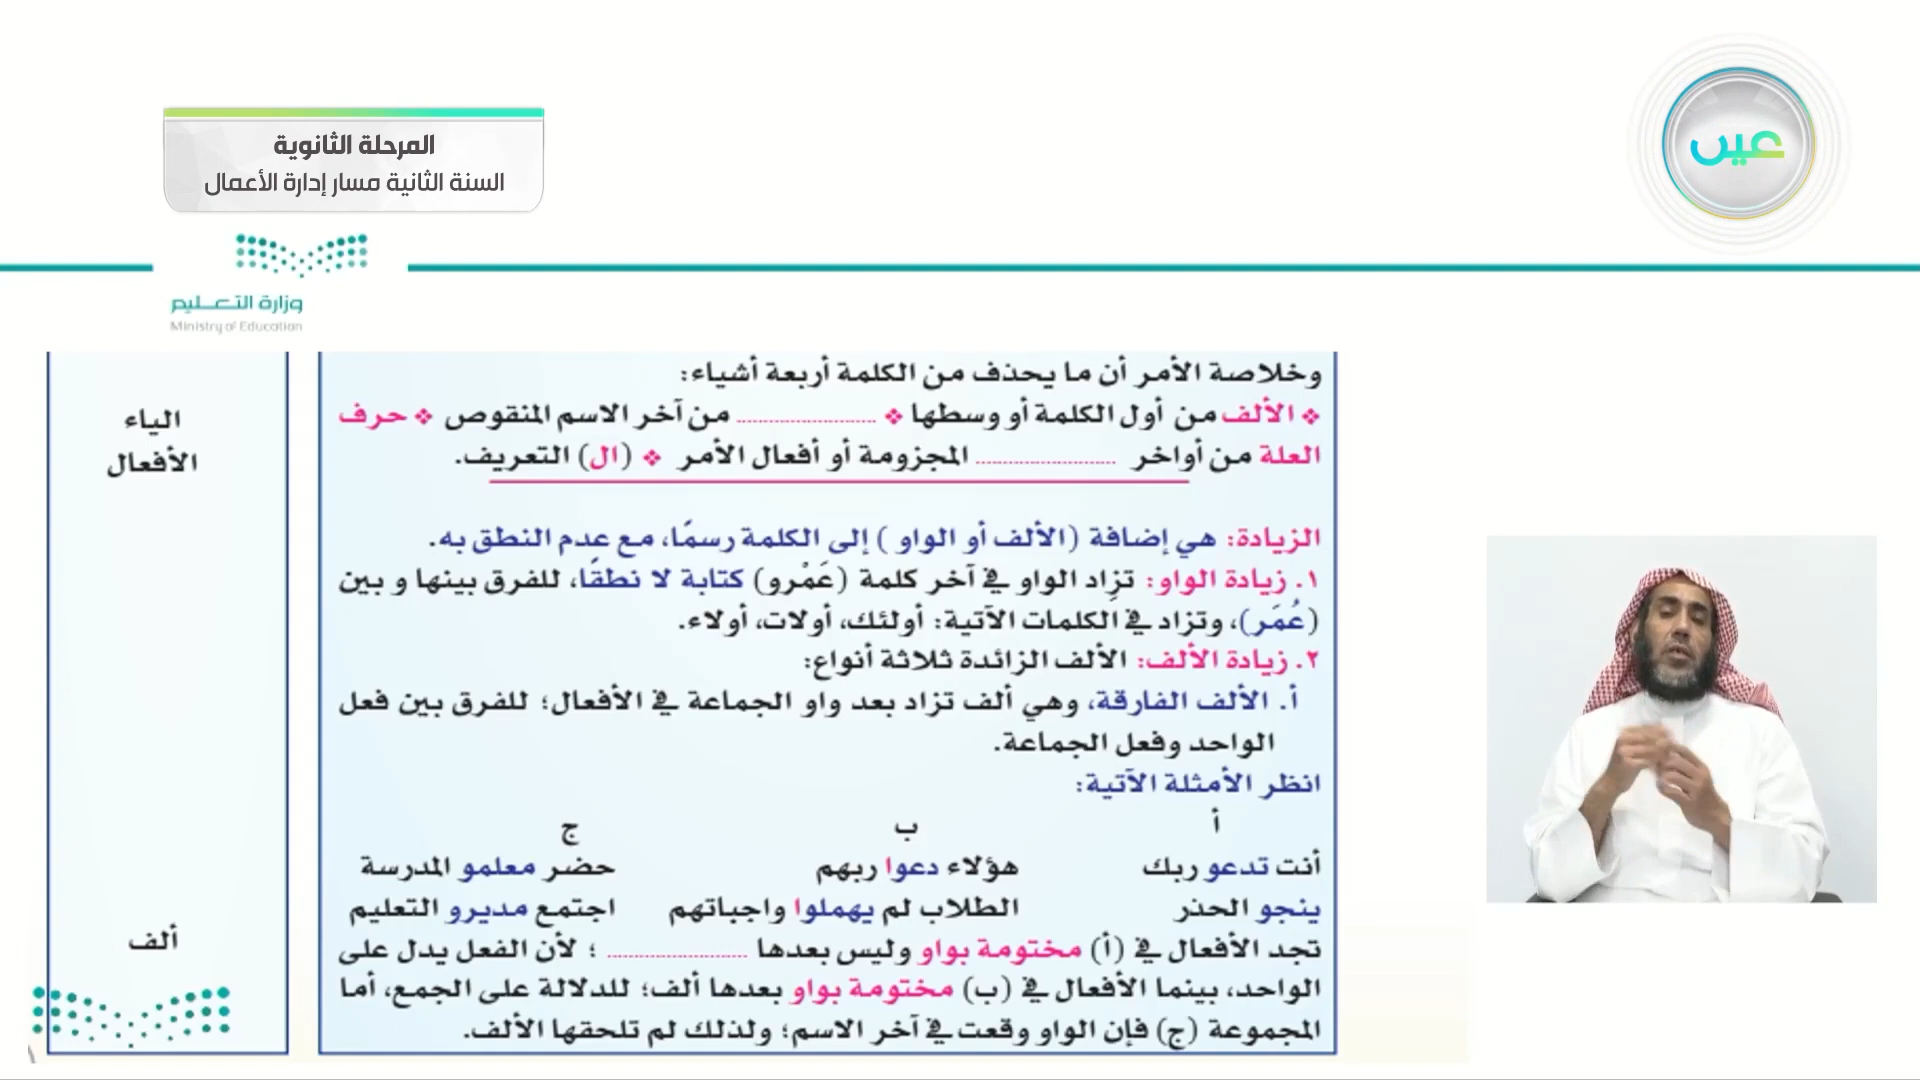 عين
المرحلة الثانوية
السنة الثانية مسار إدارة الأعمال
وزارة التعليم
Ministry of Education
وخلاصة الأمر أن ما يحذف من الكلمة أربعة أشياء:
❖ الألف من أول الكلمة أو وسطها ❖ .................... من آخر الاسم المنقوص ❖ حرف
العلة من أواخر .................... المجزومة أو أفعال الأمر ❖ (ال) التعريف.
الزيادة: هي إضافة (الألف أو الواو ) إلى الكلمة رسمًا، مع عدم النطق به.
١. زيادة الواو: تزاد الواو في آخر كلمة (عَمْرو) كتابة لا نطقًا، للفرق بينها و بين
(عُمَر)، وتزاد في الكلمات الآتية: أولئك، أولات، أولاء.
٢. زيادة الألف: الألف الزائدة ثلاثة أنواع:
أ. الألف الفارقة، وهي ألف تزاد بعد واو الجماعة في الأفعال؛ للفرق بين فعل
الواحد وفعل الجماعة.
انظر الأمثلة الآتية:
أ ب ج
أنت تدعو ربك هؤلاء دعوا ربهم حضر معلمو المدرسة
ينجو الحذر الطلاب لم يهملوا واجباتهم اجتمع مديرو التعليم
تجد الأفعال في (أ) مختومة بواو وليس بعدها .................... ؛ لأن الفعل يدل على
الواحد، بينما الأفعال في (ب) مختومة بواو بعدها ألف؛ للدلالة على الجمع، أما
المجموعة (ج) فإن الواو وقعت في آخر الاسم؛ ولذلك لم تلحقها الألف.
الياء
الأفعال
ألف